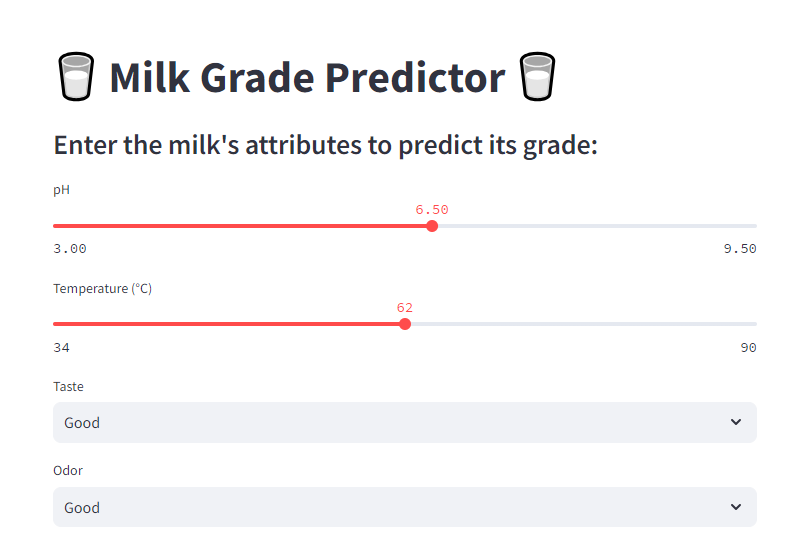 Milk Grade Predictor
Enter the milk's attributes to predict its grade:
pH
6.50
3.00 9.50
Temperature (°C)
62
34 90
Taste
Good
Odor
Good